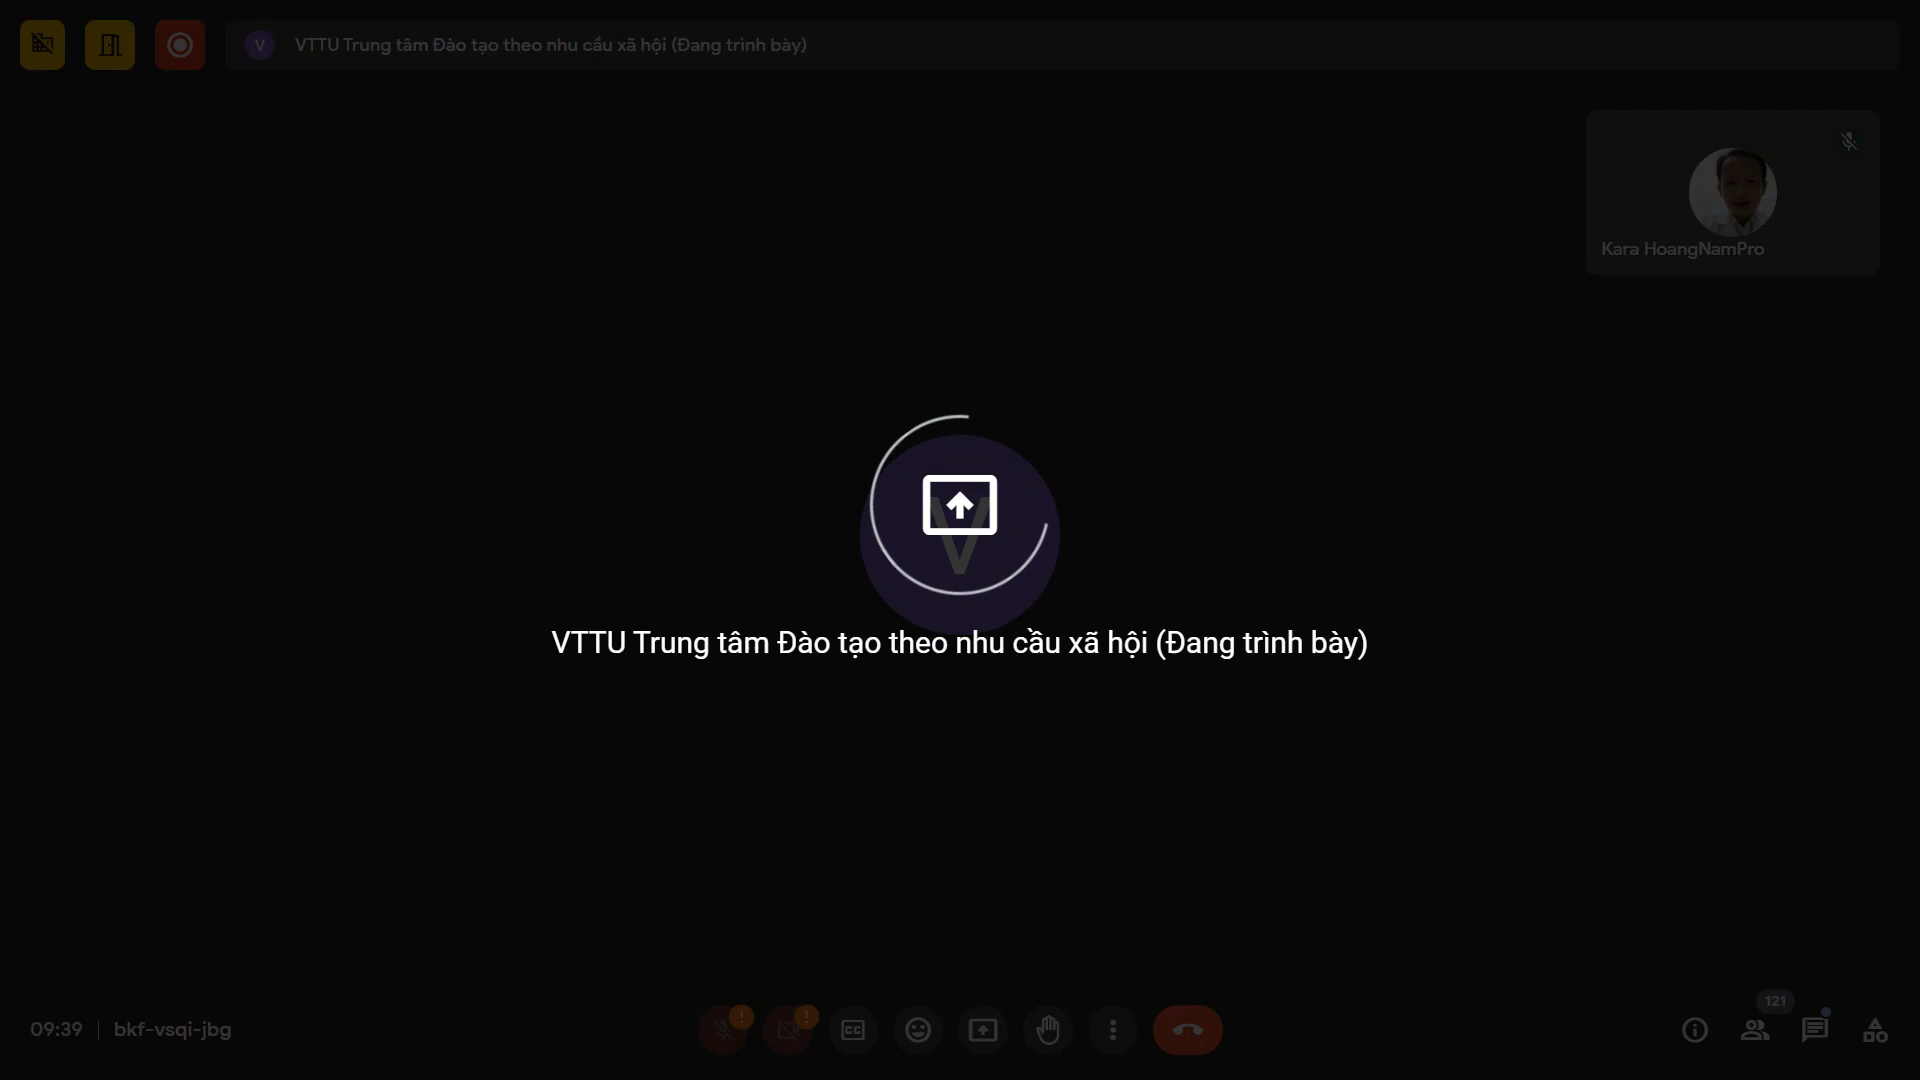 V
VTTU Trung tâm Đào tạo theo nhu cầu xã hội (Đang trình bày)
Kara HoangNamPro
V
VTTU Trung tâm Đào tạo theo nhu cầu xã hội (Đang trình bày)
09:39
bkf-vsqi-jbg
!
!
CC
121